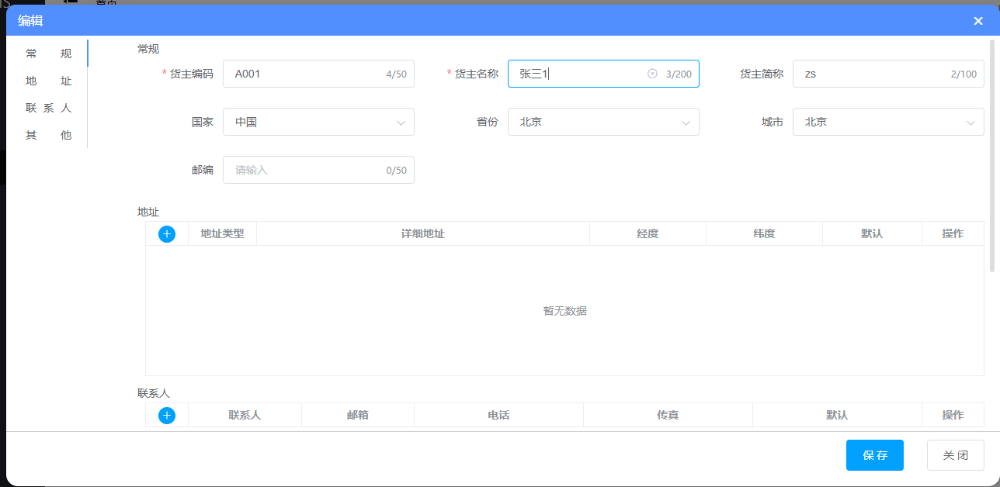 编辑
常 规
地 址
联 系 人
其 他
常规
* 货主编码 A001 4/50 * 货主名称 张三1 3/200 货主简称 zs 2/100
国家 中国 省份 北京 城市 北京
邮编 请输入 0/50
地址
地址类型 详细地址 经度 纬度 默认 操作
暂无数据
联系人
联系人 邮箱 电话 传真 默认 操作
保 存 关 闭